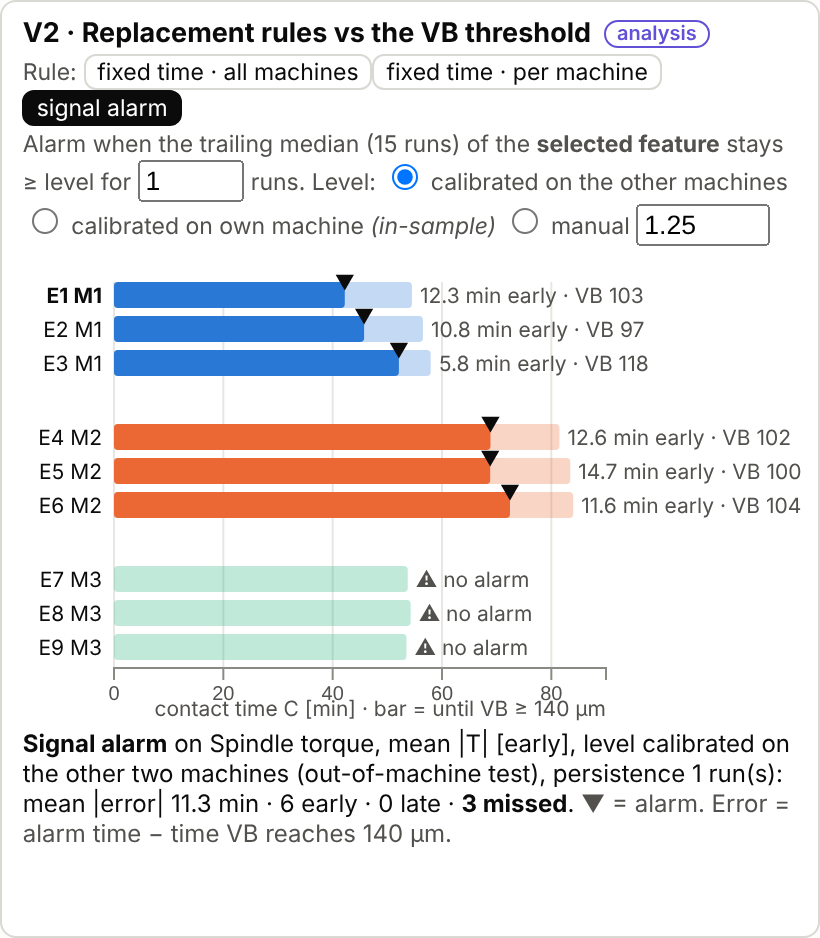 V2 · Replacement rules vs the VB threshold analysis
Rule: fixed time · all machines fixed time · per machine
signal alarm
Alarm when the trailing median (15 runs) of the selected feature stays
≥ level for 1 runs. Level: calibrated on the other machines
calibrated on own machine (in-sample) manual 1.25
E1 M1 12.3 min early · VB 103
E2 M1 10.8 min early · VB 97
E3 M1 5.8 min early · VB 118
E4 M2 12.6 min early · VB 102
E5 M2 14.7 min early · VB 100
E6 M2 11.6 min early · VB 104
E7 M3 ⚠ no alarm
E8 M3 ⚠ no alarm
E9 M3 ⚠ no alarm
0 20 40 60 80
contact time C [min] · bar = until VB ≥ 140 µm
Signal alarm on Spindle torque, mean |T| [early], level calibrated on
the other two machines (out-of-machine test), persistence 1 run(s):
mean |error| 11.3 min · 6 early · 0 late · 3 missed. ▼ = alarm. Error =
alarm time − time VB reaches 140 µm.